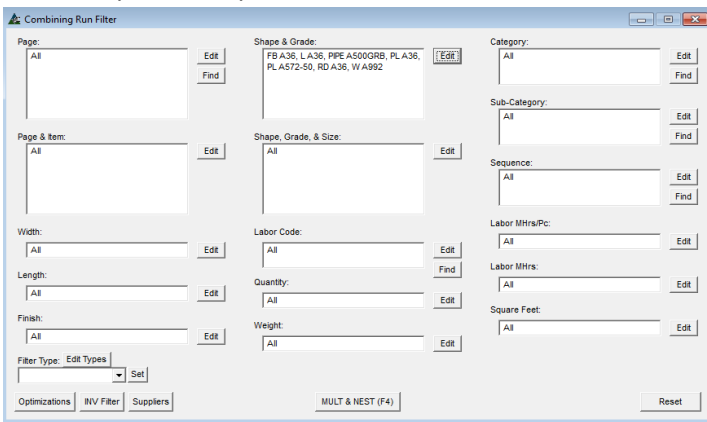 Combining Run Filter
Page:
All
Edit
Find
Page & Item:
All
Edit
Width:
All
Edit
Length:
All
Edit
Finish:
All
Edit
Filter Type: Edit Types
Set
Shape & Grade:
FB A36, L A36, PIPE A500GRB, PL A36,
PL A572-50, RD A36, W A992
Edit
Shape, Grade, & Size:
All
Edit
Labor Code:
All
Edit
Find
Quantity:
All
Edit
Weight:
All
Edit
Category:
All
Edit
Find
Sub-Category:
All
Edit
Find
Sequence:
All
Edit
Find
Labor MHrs/Pc:
All
Edit
Labor MHrs:
All
Edit
Square Feet:
All
Edit
Optimizations INV Filter Suppliers MULT & NEST (F4) Reset